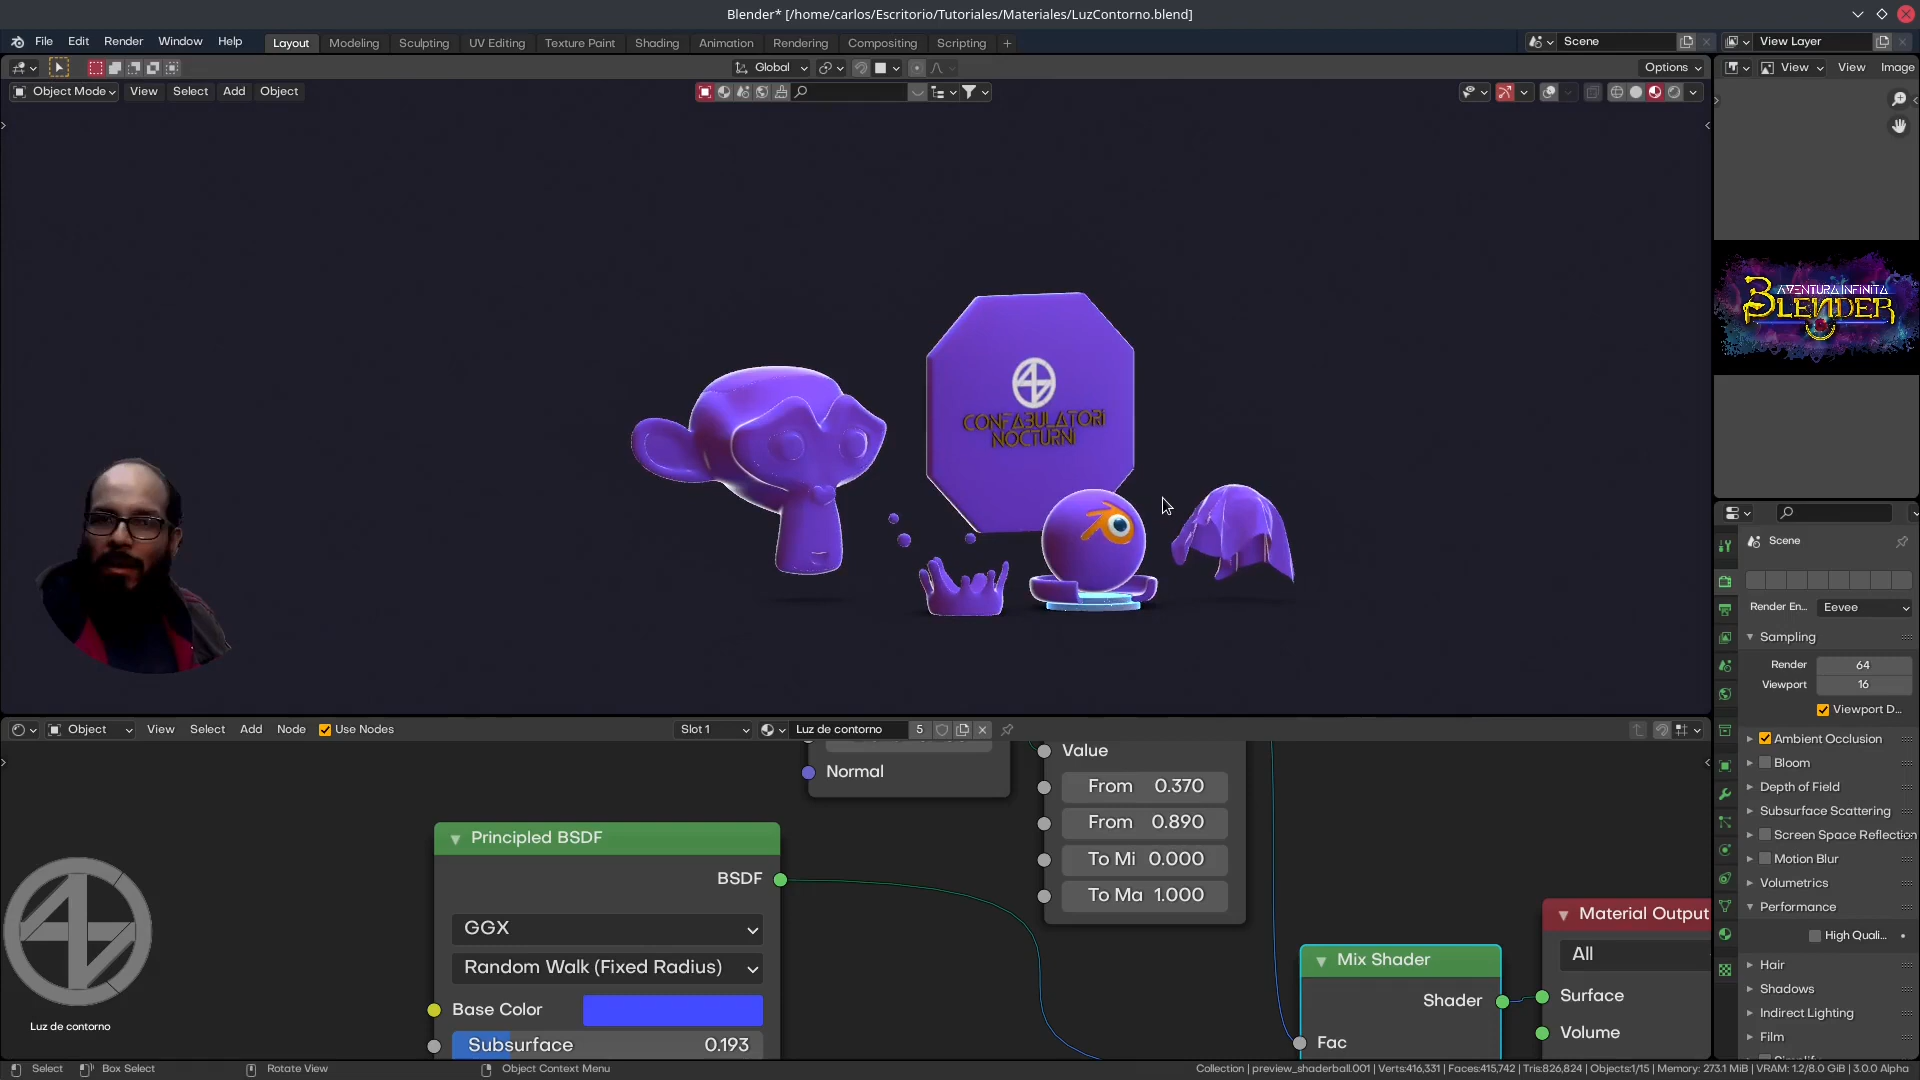 Blender* [/home/carlos/Escritorio/Tutoriales/Materiales/LuzContorno.blend]
File Edit Render Window Help
Layout Modeling Sculpting UV Editing Texture Paint Shading Animation Rendering Compositing Scripting +
Scene
View Layer
Global
Options
View View Image
Object Mode View Select Add Object
AVENTURA INFINITA
BLENDER
CONFABULATORI
NOCTURNI
Scene
Render En... Eevee
Sampling
Render 64
Viewport 16
Viewport D...
Ambient Occlusion
Bloom
Depth of Field
Subsurface Scattering
Screen Space Reflection
Motion Blur
Volumetrics
Performance
High Quali...
Hair
Shadows
Indirect Lighting
Film
Object View Select Add Node Use Nodes
Slot 1
Luz de contorno 5
Normal
Value
From 0.370
From 0.890
To Mi 0.000
To Ma 1.000
Principled BSDF
BSDF
GGX
Random Walk (Fixed Radius)
Base Color
Subsurface 0.193
Mix Shader
Shader
Fac
Material Output
All
Surface
Volume
Luz de contorno
Select Box Select Rotate View Object Context Menu
Collection | preview_shaderball.001 | Verts:416,331 | Faces:415,742 | Tris:826,824 | Objects:1/15 | Memory: 273.1 MiB | VRAM: 1.2/8.0 GiB | 3.0.0 Alpha